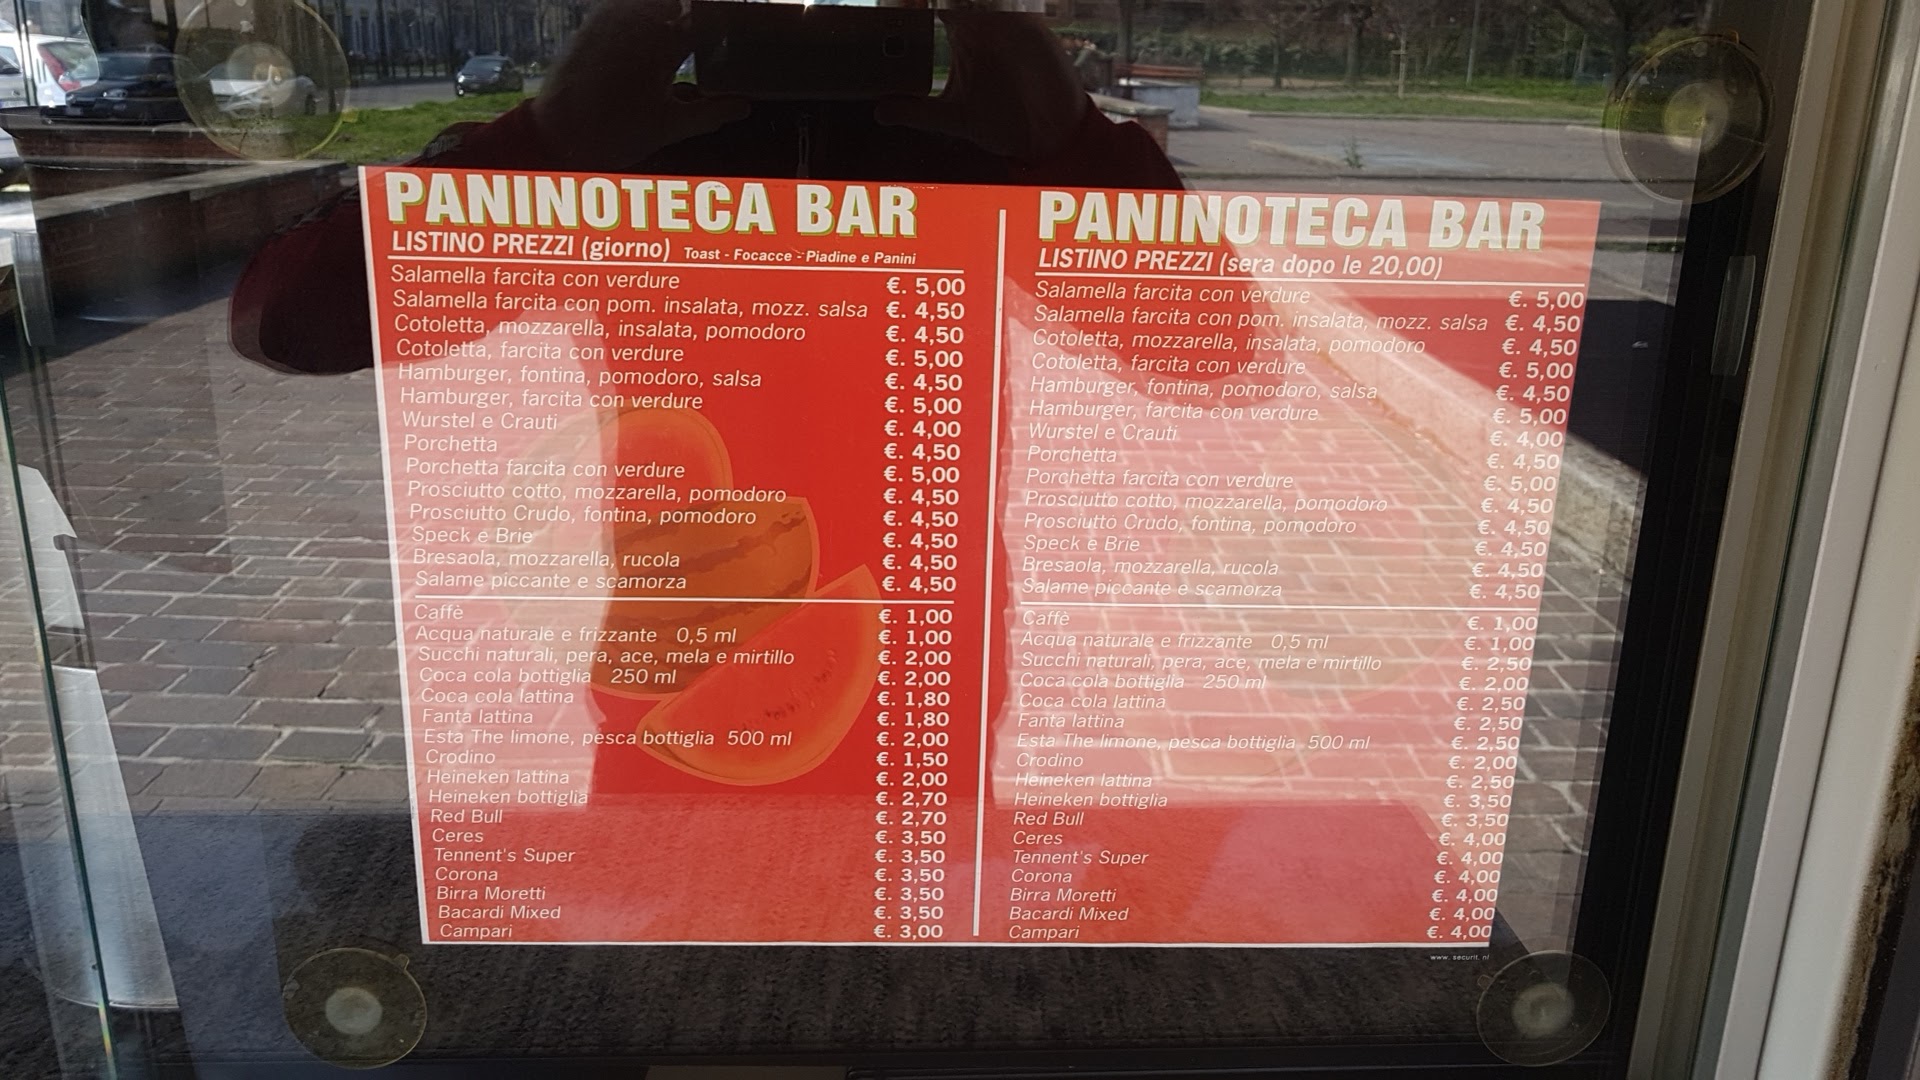 PANINOTECA BAR
LISTINO PREZZI (giorno) Toast - Focacce - Piadine e Panini
Salamella farcita con verdure €. 5,00
Salamella farcita con pom. insalata, mozz. salsa €. 4,50
Cotoletta, mozzarella, insalata, pomodoro €. 4,50
Cotoletta, farcita con verdure €. 5,00
Hamburger, fontina, pomodoro, salsa €. 4,50
Hamburger, farcita con verdure €. 5,00
Wurstel e Crauti €. 4,00
Porchetta €. 4,50
Porchetta farcita con verdure €. 5,00
Prosciutto cotto, mozzarella, pomodoro €. 4,50
Prosciutto Crudo, fontina, pomodoro €. 4,50
Speck e Brie €. 4,50
Bresaola, mozzarella, rucola €. 4,50
Salame piccante e scamorza €. 4,50
Caffè €. 1,00
Acqua naturale e frizzante 0,5 ml €. 1,00
Succhi naturali, pera, ace, mela e mirtillo €. 2,00
Coca cola bottiglia 250 ml €. 2,00
Coca cola lattina €. 1,80
Fanta lattina €. 1,80
Esta The limone, pesca bottiglia 500 ml €. 2,00
Crodino €. 1,50
Heineken lattina €. 2,00
Heineken bottiglia €. 2,70
Red Bull €. 2,70
Ceres €. 3,50
Tennent's Super €. 3,50
Corona €. 3,50
Birra Moretti €. 3,50
Bacardi Mixed €. 3,50
Campari €. 3,00
PANINOTECA BAR
LISTINO PREZZI (sera dopo le 20,00)
Salamella farcita con verdure €. 5,00
Salamella farcita con pom. insalata, mozz. salsa €. 4,50
Cotoletta, mozzarella, insalata, pomodoro €. 4,50
Cotoletta, farcita con verdure €. 5,00
Hamburger, fontina, pomodoro, salsa €. 4,50
Hamburger, farcita con verdure €. 5,00
Wurstel e Crauti €. 4,00
Porchetta €. 4,50
Porchetta farcita con verdure €. 5,00
Prosciutto cotto, mozzarella, pomodoro €. 4,50
Prosciutto Crudo, fontina, pomodoro €. 4,50
Speck e Brie €. 4,50
Bresaola, mozzarella, rucola €. 4,50
Salame piccante e scamorza €. 4,50
Caffè €. 1,00
Acqua naturale e frizzante 0,5 ml €. 1,00
Succhi naturali, pera, ace, mela e mirtillo €. 2,50
Coca cola bottiglia 250 ml €. 2,00
Coca cola lattina €. 2,50
Fanta lattina €. 2,50
Esta The limone, pesca bottiglia 500 ml €. 2,50
Crodino €. 2,00
Heineken lattina €. 2,50
Heineken bottiglia €. 3,50
Red Bull €. 3,50
Ceres €. 4,00
Tennent's Super €. 4,00
Corona €. 4,00
Birra Moretti €. 4,00
Bacardi Mixed €. 4,00
Campari €. 4,00
www.securit.nl